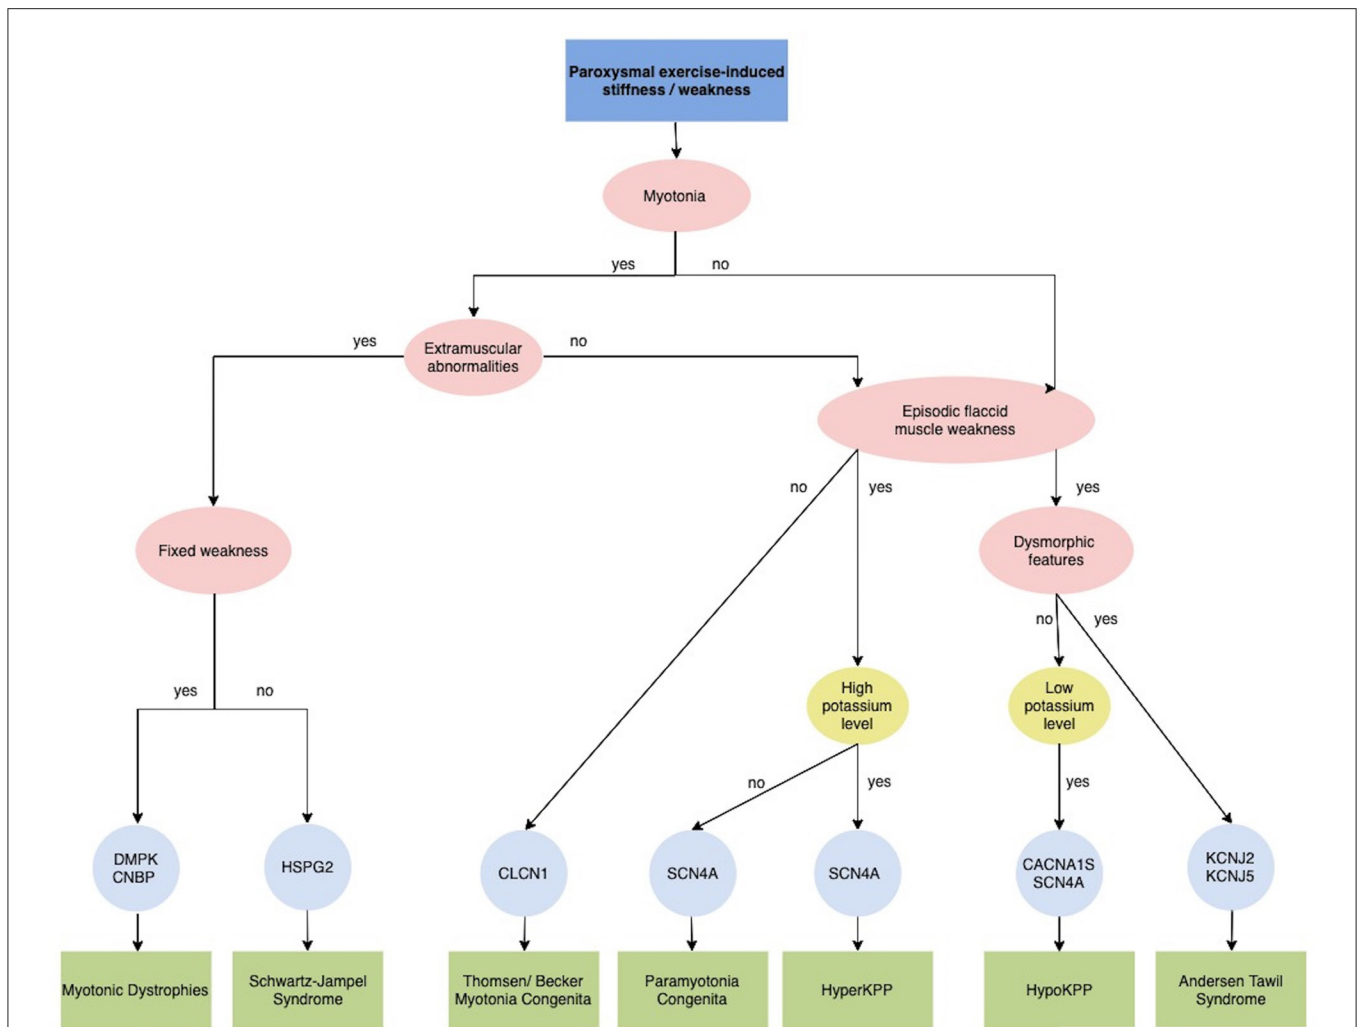 Paroxysmal exercise-induced
stiffness / weakness
Myotonia
yes
no
yes
Extramuscular
abnormalities
no
Episodic flaccid
muscle weakness
no
yes
yes
Fixed weakness
Dysmorphic
features
no
yes
yes
no
High
potassium
level
Low
potassium
level
no
yes
yes
DMPK
CNBP
HSPG2
CLCN1
SCN4A
SCN4A
CACNA1S
SCN4A
KCNJ2
KCNJ5
Myotonic Dystrophies
Schwartz-Jampel
Syndrome
Thomsen/ Becker
Myotonia Congenita
Paramyotonia
Congenita
HyperKPP
HypoKPP
Andersen Tawil
Syndrome